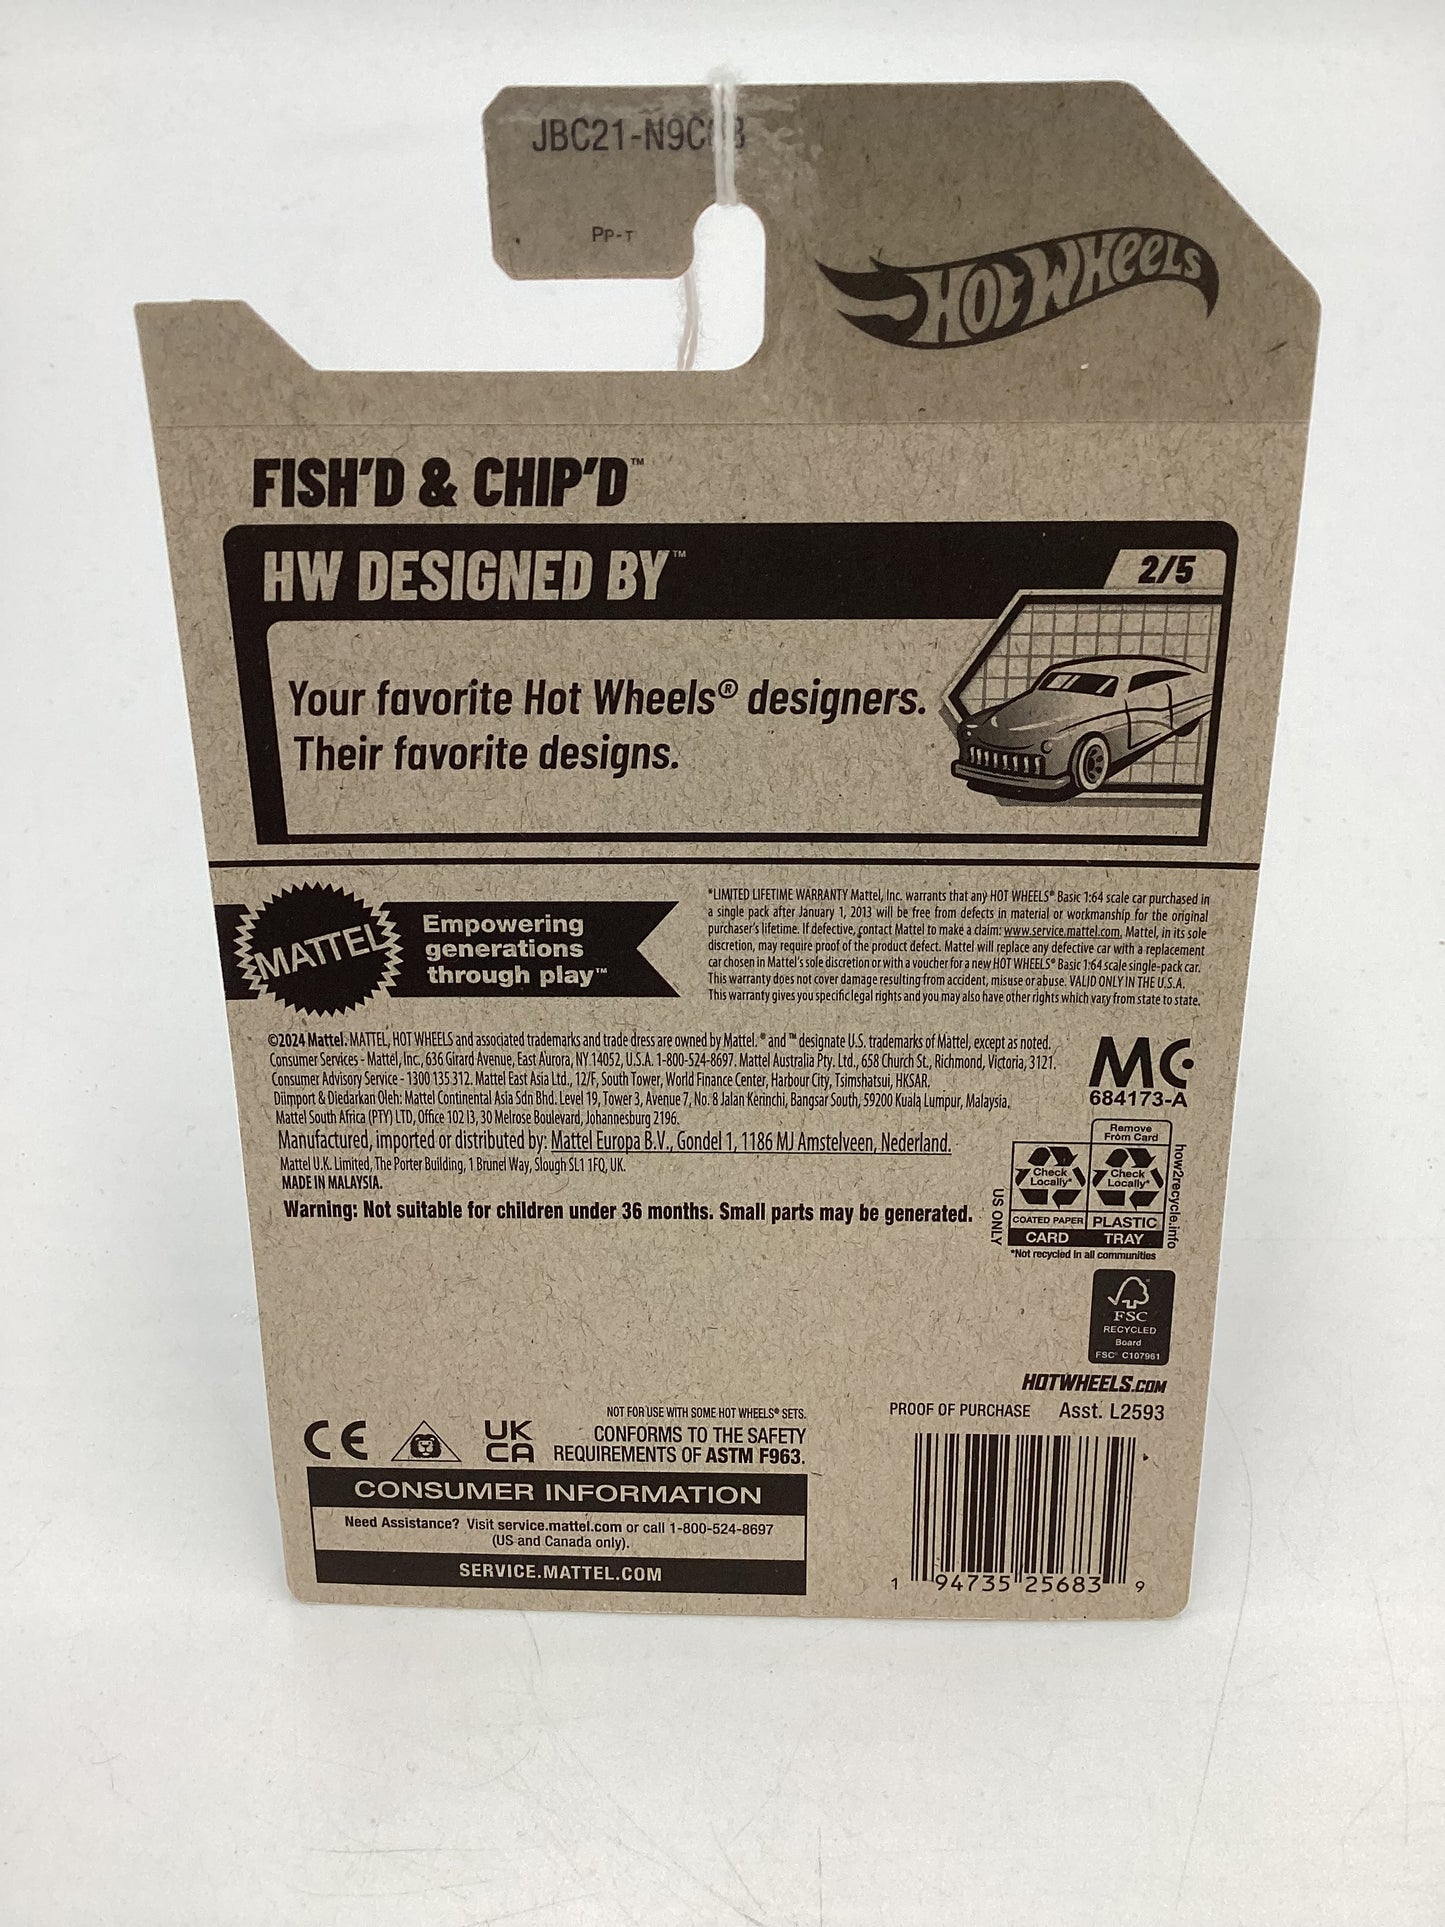 JBC21-N9C
PP-T
HOT WHEELS
FISH'D & CHIP'D™
HW DESIGNED BY™
2/5
Your favorite Hot Wheels® designers.
Their favorite designs.
MATTEL
Empowering
generations
through play™
*LIMITED LIFETIME WARRANTY Mattel, Inc. warrants that any HOT WHEELS® Basic 1:64 scale car purchased in
a single pack after January 1, 2013 will be free from defects in material or workmanship for the original
purchaser's lifetime. If defective, contact Mattel to make a claim: www.service.mattel.com. Mattel, in its sole
discretion, may require proof of the product defect. Mattel will replace any defective car with a replacement
car chosen in Mattel's sole discretion or with a voucher for a new HOT WHEELS® Basic 1:64 scale single-pack car.
This warranty does not cover damage resulting from accident, misuse or abuse. VALID ONLY IN THE U.S.A.
This warranty gives you specific legal rights and you may also have other rights which vary from state to state.
©2024 Mattel. MATTEL, HOT WHEELS and associated trademarks and trade dress are owned by Mattel. ® and ™ designate U.S. trademarks of Mattel, except as noted.
Consumer Services - Mattel, Inc., 636 Girard Avenue, East Aurora, NY 14052, U.S.A. 1-800-524-8697. Mattel Australia Pty. Ltd., 658 Church St., Richmond, Victoria, 3121.
Consumer Advisory Service - 1300 135 312. Mattel East Asia Ltd., 12/F, South Tower, World Finance Center, Harbour City, Tsimshatsui, HKSAR.
Diimport & Diedarkan Oleh: Mattel Continental Asia Sdn Bhd. Level 19, Tower 3, Avenue 7, No. 8 Jalan Kerinchi, Bangsar South, 59200 Kuala Lumpur, Malaysia.
Mattel South Africa (PTY) LTD, Office 102 I3, 30 Melrose Boulevard, Johannesburg 2196.
Manufactured, imported or distributed by: Mattel Europa B.V., Gondel 1, 1186 MJ Amstelveen, Nederland.
Mattel U.K. Limited, The Porter Building, 1 Brunel Way, Slough SL1 1FQ, UK.
MADE IN MALAYSIA.
Warning: Not suitable for children under 36 months. Small parts may be generated.
MC
684173-A
Remove
From Card
Check
Locally*
Check
Locally*
COATED PAPER
PLASTIC
CARD
TRAY
US ONLY
how2recycle.info
*Not recycled in all communities
FSC
RECYCLED
Board
FSC® C107961
HOTWHEELS.COM
PROOF OF PURCHASE Asst. L2593
NOT FOR USE WITH SOME HOT WHEELS® SETS.
CE
UK
CA
CONFORMS TO THE SAFETY
REQUIREMENTS OF ASTM F963.
CONSUMER INFORMATION
Need Assistance? Visit service.mattel.com or call 1-800-524-8697
(US and Canada only).
SERVICE.MATTEL.COM
1 94735 25683 9